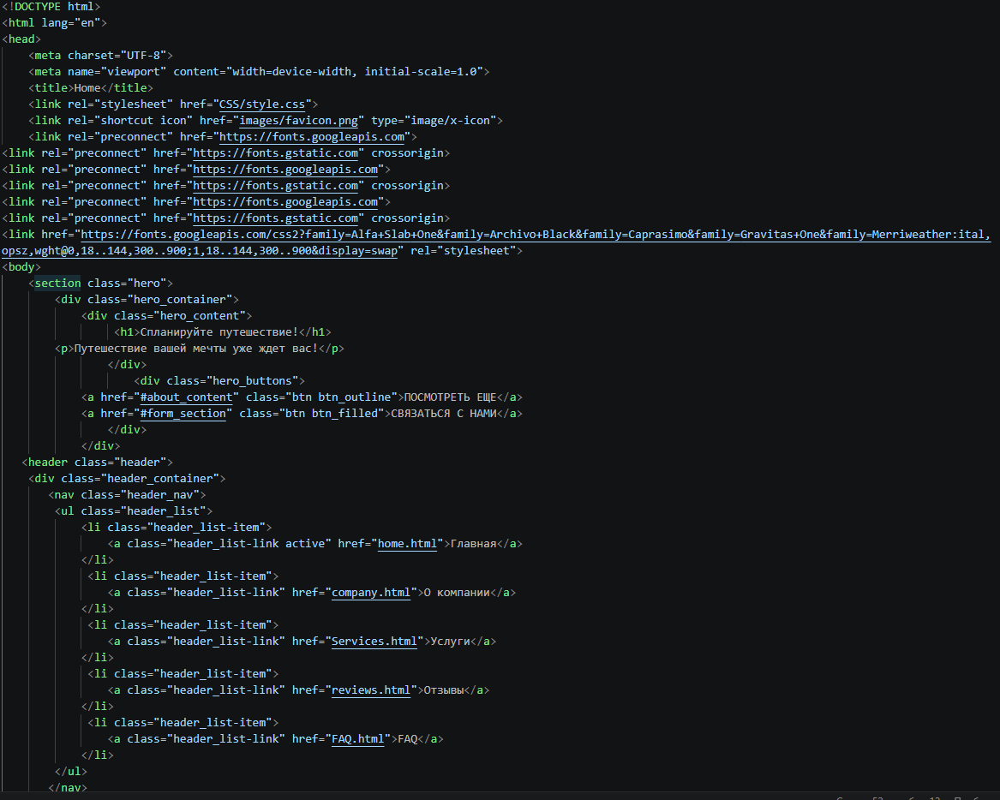 <!DOCTYPE html>
<html lang="en">
<head>
<meta charset="UTF-8">
<meta name="viewport" content="width=device-width, initial-scale=1.0">
<title>Home</title>
<link rel="stylesheet" href="CSS/style.css">
<link rel="shortcut icon" href="images/favicon.png" type="image/x-icon">
<link rel="preconnect" href="https://fonts.googleapis.com">
<link rel="preconnect" href="https://fonts.gstatic.com" crossorigin>
<link rel="preconnect" href="https://fonts.googleapis.com">
<link rel="preconnect" href="https://fonts.gstatic.com" crossorigin>
<link rel="preconnect" href="https://fonts.googleapis.com">
<link rel="preconnect" href="https://fonts.gstatic.com" crossorigin>
<link href="https://fonts.googleapis.com/css2?family=Alfa+Slab+One&family=Archivo+Black&family=Caprasimo&family=Gravitas+One&family=Merriweather:ital,
opsz,wght@0,18..144,300..900;1,18..144,300..900&display=swap" rel="stylesheet">
<body>
<section class="hero">
<div class="hero_container">
<div class="hero_content">
<h1>Спланируйте путешествие!</h1>
<p>Путешествие вашей мечты уже ждет вас!</p>
</div>
<div class="hero_buttons">
<a href="#about_content" class="btn btn_outline">ПОСМОТРЕТЬ ЕЩЕ</a>
<a href="#form_section" class="btn btn_filled">СВЯЗАТЬСЯ С НАМИ</a>
</div>
</div>
<header class="header">
<div class="header_container">
<nav class="header_nav">
<ul class="header_list">
<li class="header_list-item">
<a class="header_list-link active" href="home.html">Главная</a>
</li>
<li class="header_list-item">
<a class="header_list-link" href="company.html">О компании</a>
</li>
<li class="header_list-item">
<a class="header_list-link" href="Services.html">Услуги</a>
</li>
<li class="header_list-item">
<a class="header_list-link" href="reviews.html">Отзывы</a>
</li>
<li class="header_list-item">
<a class="header_list-link" href="FAQ.html">FAQ</a>
</li>
</ul>
</nav>